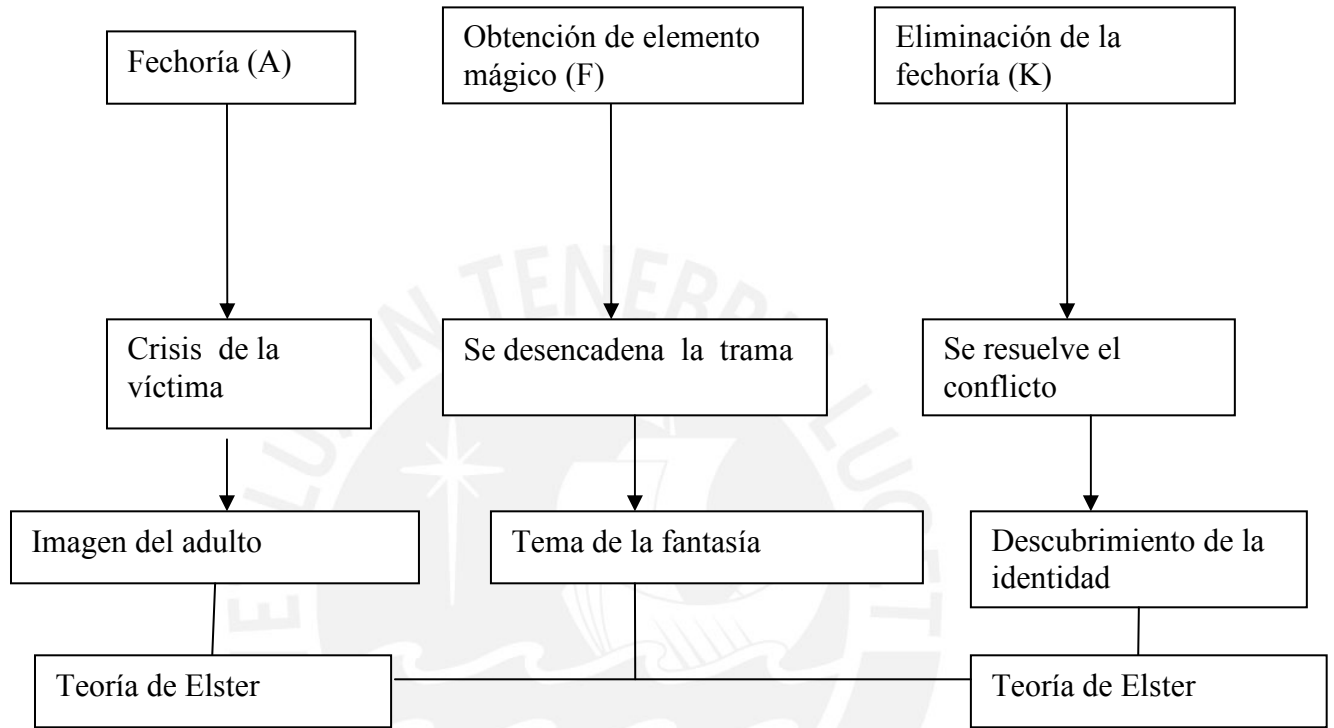 Fechoría (A)
Obtención de elemento
mágico (F)
Eliminación de la
fechoría (K)
Crisis de la
víctima
Se desencadena la trama
Se resuelve el
conflicto
Imagen del adulto
Tema de la fantasía
Descubrimiento de la
identidad
Teoría de Elster
Teoría de Elster